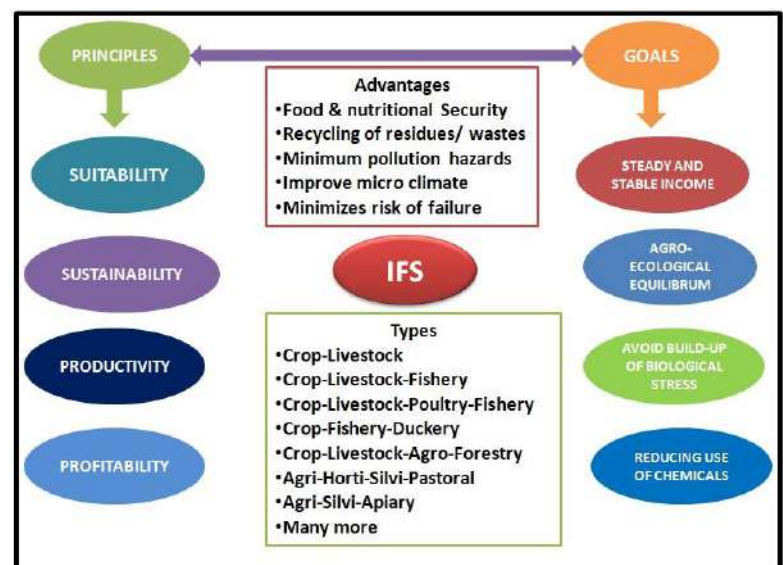 PRINCIPLES
SUITABILITY
SUSTAINABILITY
PRODUCTIVITY
PROFITABILITY
Advantages
•Food & nutritional Security
•Recycling of residues/ wastes
•Minimum pollution hazards
•Improve micro climate
•Minimizes risk of failure
IFS
Types
•Crop-Livestock
•Crop-Livestock-Fishery
•Crop-Livestock-Poultry-Fishery
•Crop-Fishery-Duckery
•Crop-Livestock-Agro-Forestry
•Agri-Horti-Silvi-Pastoral
•Agri-Silvi-Apiary
•Many more
GOALS
STEADY AND
STABLE INCOME
AGRO-
ECOLOGICAL
EQUILIBRUM
AVOID BUILD-UP
OF BIOLOGICAL
STRESS
REDUCING USE
OF CHEMICALS